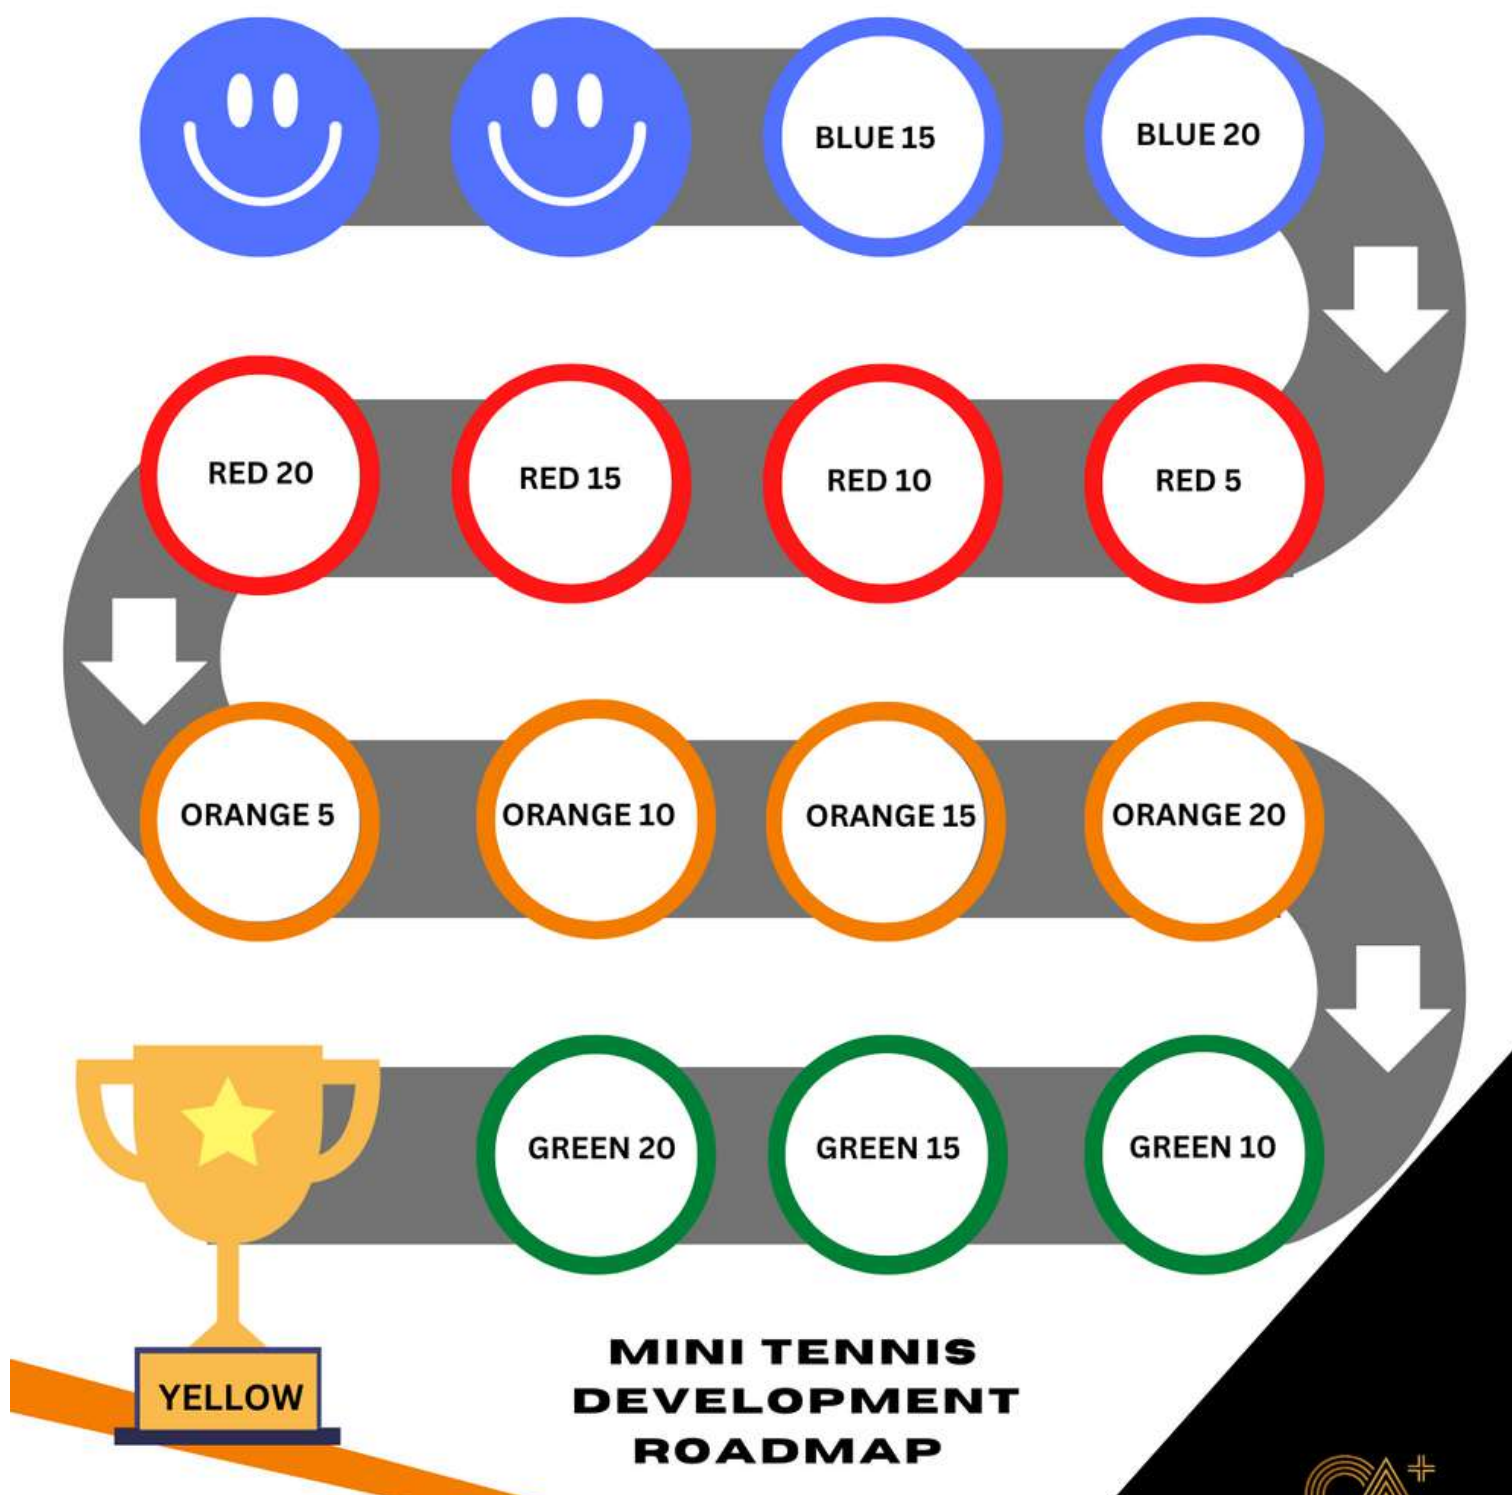 BLUE 15
BLUE 20
RED 20
RED 15
RED 10
RED 5
ORANGE 5
ORANGE 10
ORANGE 15
ORANGE 20
GREEN 20
GREEN 15
GREEN 10
YELLOW
MINI TENNIS
DEVELOPMENT
ROADMAP